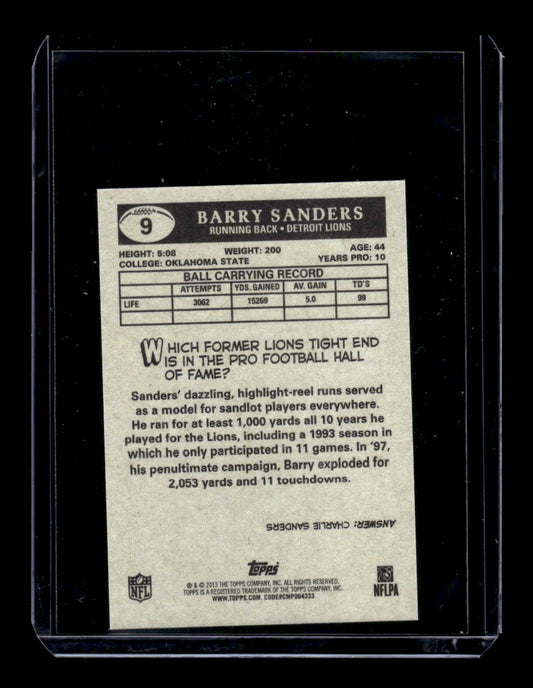 9
BARRY SANDERS
RUNNING BACK • DETROIT LIONS
HEIGHT: 5:08 WEIGHT: 200 AGE: 44
COLLEGE: OKLAHOMA STATE YEARS PRO: 10
BALL CARRYING RECORD
ATTEMPTS YDS. GAINED AV. GAIN TD'S
LIFE 3062 15269 5.0 99
WHICH FORMER LIONS TIGHT END
IS IN THE PRO FOOTBALL HALL
OF FAME?
Sanders' dazzling, highlight-reel runs served
as a model for sandlot players everywhere.
He ran for at least 1,000 yards all 10 years he
played for the Lions, including a 1993 season in
which he only participated in 11 games. In '97,
his penultimate campaign, Barry exploded for
2,053 yards and 11 touchdowns.
ANSWER: CHARLIE SANDERS
Topps
® & © 2013 THE TOPPS COMPANY, INC. ALL RIGHTS RESERVED.
TOPPS IS A REGISTERED TRADEMARK OF THE TOPPS COMPANY, INC.
WWW.TOPPS.COM. CODE#CMP004333
NFL
NFLPA